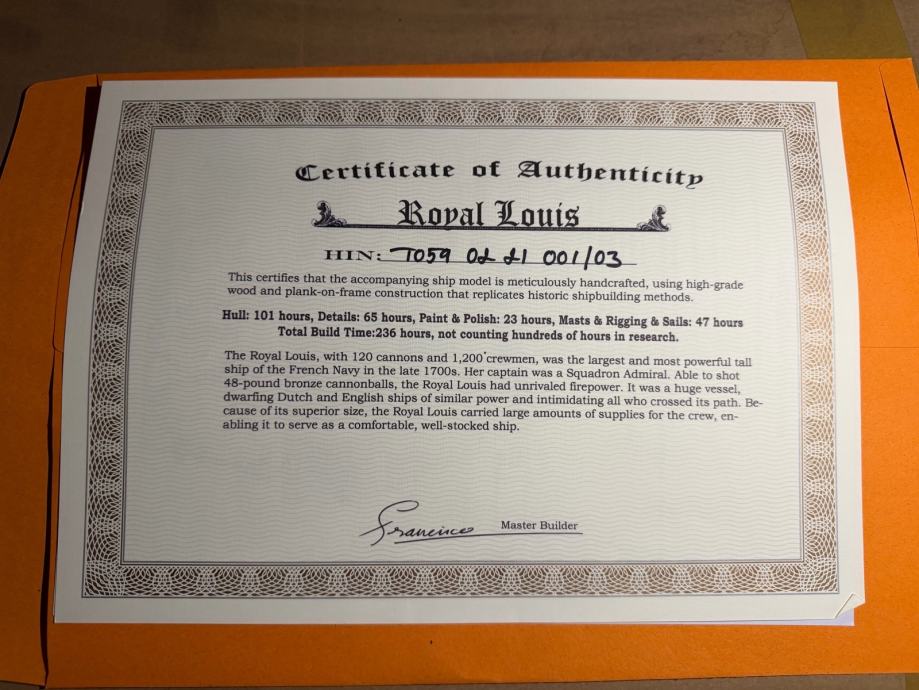 Certificate of Authenticity
Royal Louis
HIN: T059 02 21 001/03
This certifies that the accompanying ship model is meticulously handcrafted, using high-grade
wood and plank-on-frame construction that replicates historic shipbuilding methods.
Hull: 101 hours, Details: 65 hours, Paint & Polish: 23 hours, Masts & Rigging & Sails: 47 hours
Total Build Time:236 hours, not counting hundreds of hours in research.
The Royal Louis, with 120 cannons and 1,200 crewmen, was the largest and most powerful tall
ship of the French Navy in the late 1700s. Her captain was a Squadron Admiral. Able to shot
48-pound bronze cannonballs, the Royal Louis had unrivaled firepower. It was a huge vessel,
dwarfing Dutch and English ships of similar power and intimidating all who crossed its path. Be-
cause of its superior size, the Royal Louis carried large amounts of supplies for the crew, en-
abling it to serve as a comfortable, well-stocked ship.
Master Builder